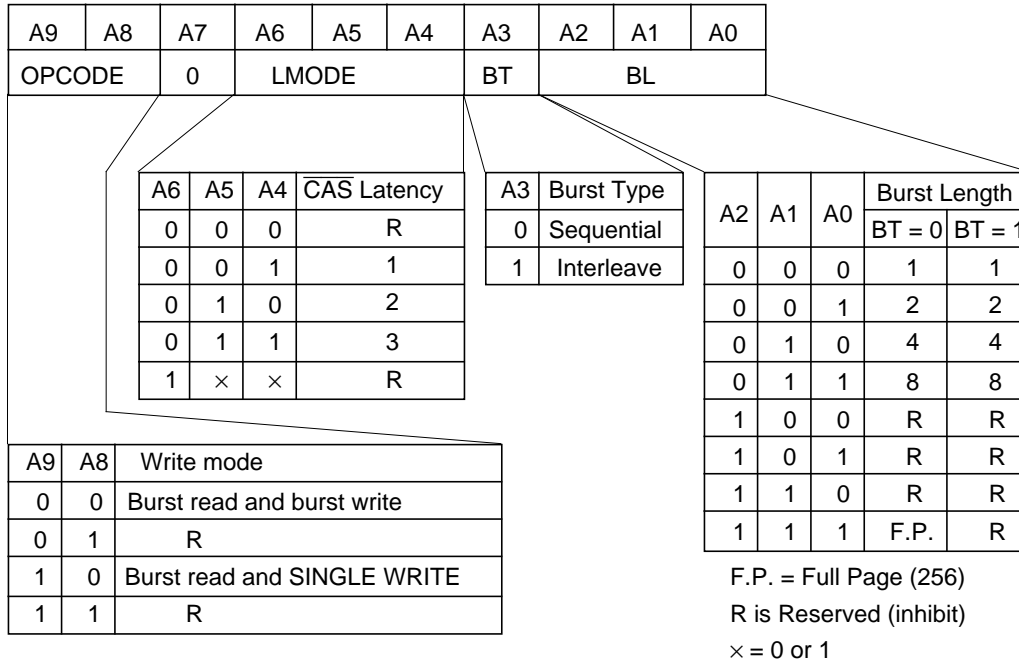 A9 A8 A7 A6 A5 A4 A3 A2 A1 A0
OPCODE 0 LMODE BT BL
A6 A5 A4 CAS Latency
0 0 0 R
0 0 1 1
0 1 0 2
0 1 1 3
1 × × R
A3 Burst Type
0 Sequential
1 Interleave
A2 A1 A0 Burst Length
BT = 0 BT = 1
0 0 0 1 1
0 0 1 2 2
0 1 0 4 4
0 1 1 8 8
1 0 0 R R
1 0 1 R R
1 1 0 R R
1 1 1 F.P. R
A9 A8 Write mode
0 0 Burst read and burst write
0 1 R
1 0 Burst read and SINGLE WRITE
1 1 R
F.P. = Full Page (256)
R is Reserved (inhibit)
× = 0 or 1